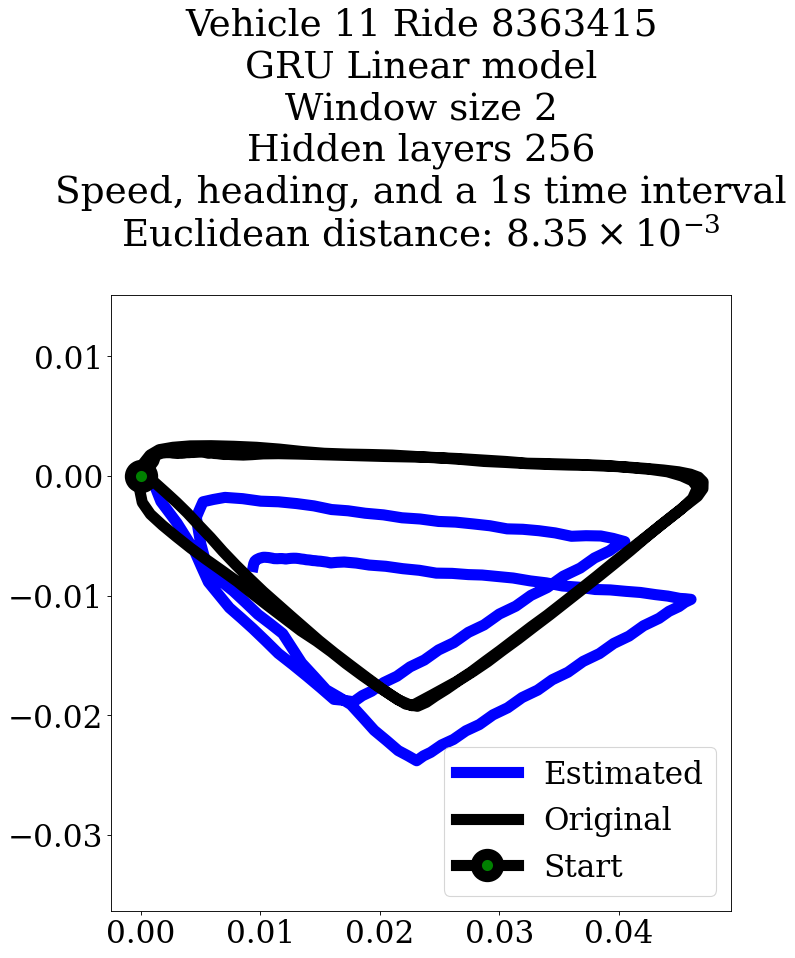 Vehicle 11 Ride 8363415
GRU Linear model
Window size 2
Hidden layers 256
Speed, heading, and a 1s time interval
Euclidean distance: 8.35 × 10⁻³
0.01
0.00
−0.01
−0.02
−0.03
Estimated
Original
Start
0.00 0.01 0.02 0.03 0.04